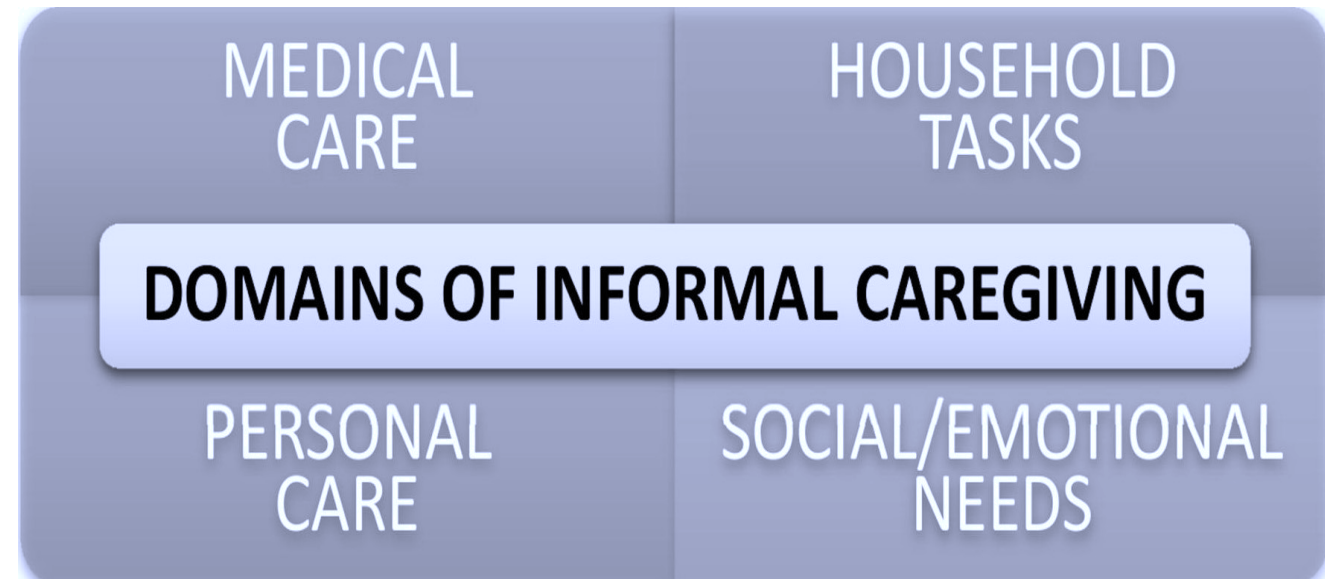 MEDICAL
CARE
HOUSEHOLD
TASKS
DOMAINS OF INFORMAL CAREGIVING
PERSONAL
CARE
SOCIAL/EMOTIONAL
NEEDS